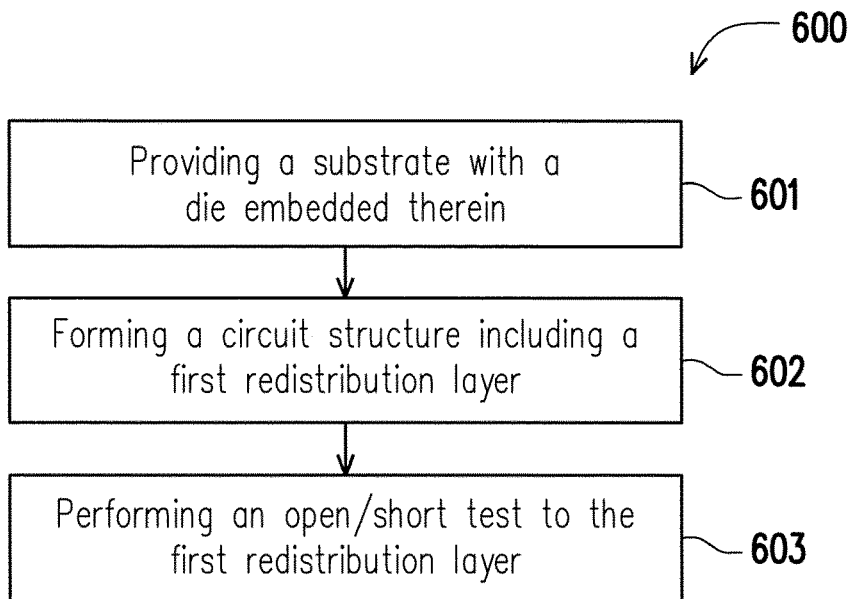 600
Providing a substrate with a
die embedded therein
601
Forming a circuit structure including a
first redistribution layer
602
Performing an open/short test to the
first redistribution layer
603